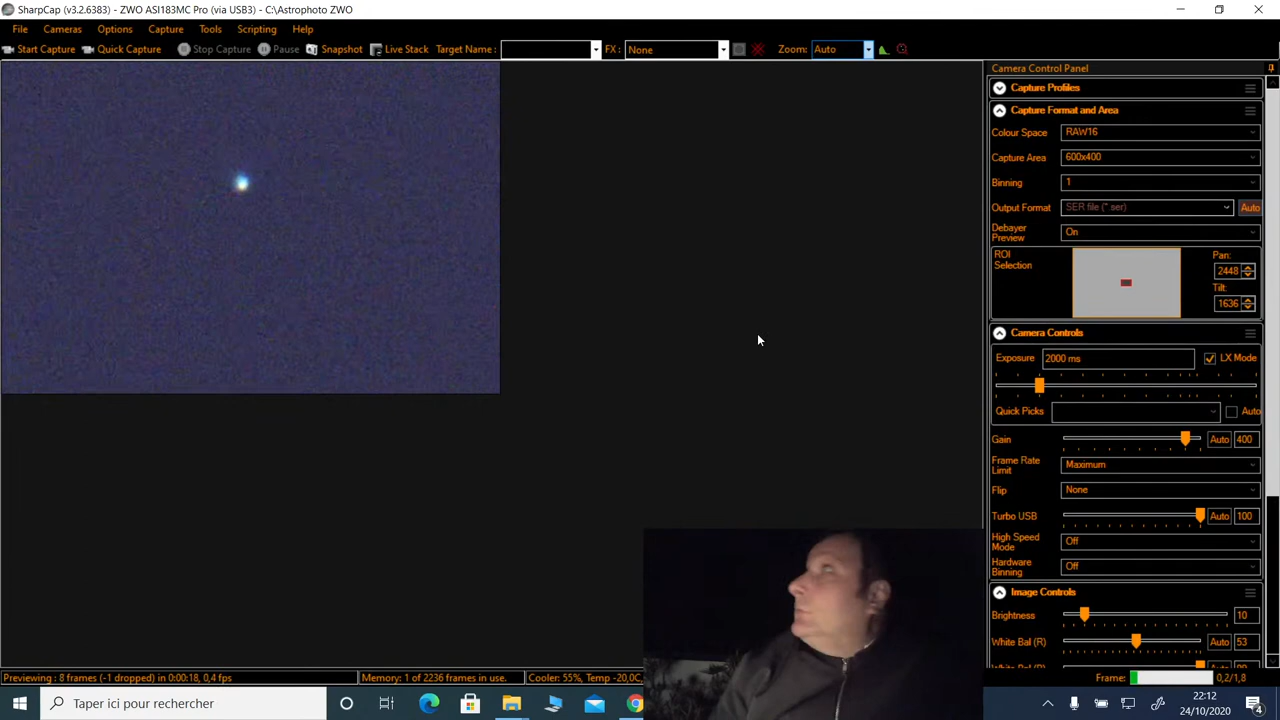 SharpCap (v3.2.6383) - ZWO ASI183MC Pro (via USB3) - C:\Astrophoto ZWO
File Cameras Options Capture Tools Scripting Help
Start Capture Quick Capture Stop Capture Pause Snapshot Live Stack Target Name : FX : None Zoom: Auto
Camera Control Panel
Capture Profiles
Capture Format and Area
Colour Space RAW16
Capture Area 600x400
Binning 1
Output Format SER file (*.ser) Auto
Debayer
Preview On
ROI
Selection
Pan:
2448
Tilt:
1636
Camera Controls
Exposure 2000 ms LX Mode
Quick Picks Auto
Gain Auto 400
Frame Rate
Limit Maximum
Flip None
Turbo USB Auto 100
High Speed
Mode Off
Hardware
Binning Off
Image Controls
Brightness 10
White Bal (R) Auto 53
Previewing : 8 frames (-1 dropped) in 0:00:18, 0,4 fps Memory: 1 of 2236 frames in use. Cooler: 55%, Temp -20,0C, Frame: 0,2/1,8
Taper ici pour rechercher
22:12
24/10/2020
4